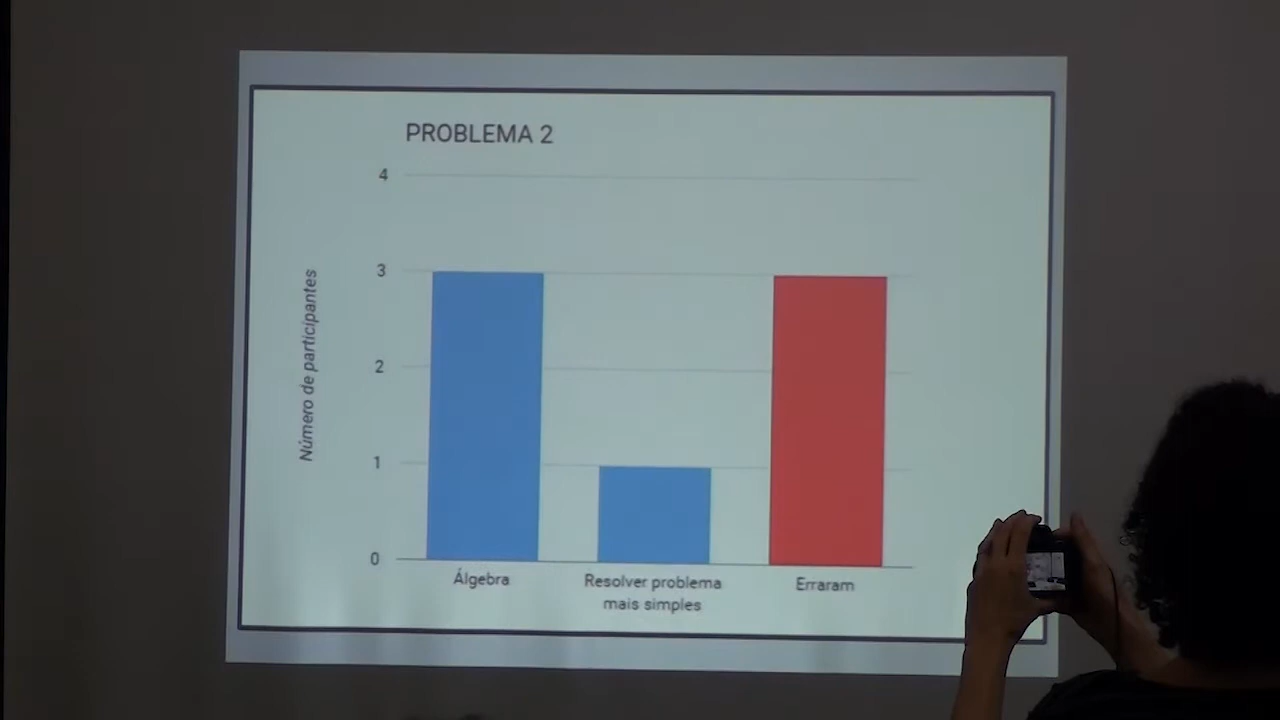 PROBLEMA 2
4
3
2
1
0
Número de participantes
Álgebra
Resolver problema
mais simples
Erraram